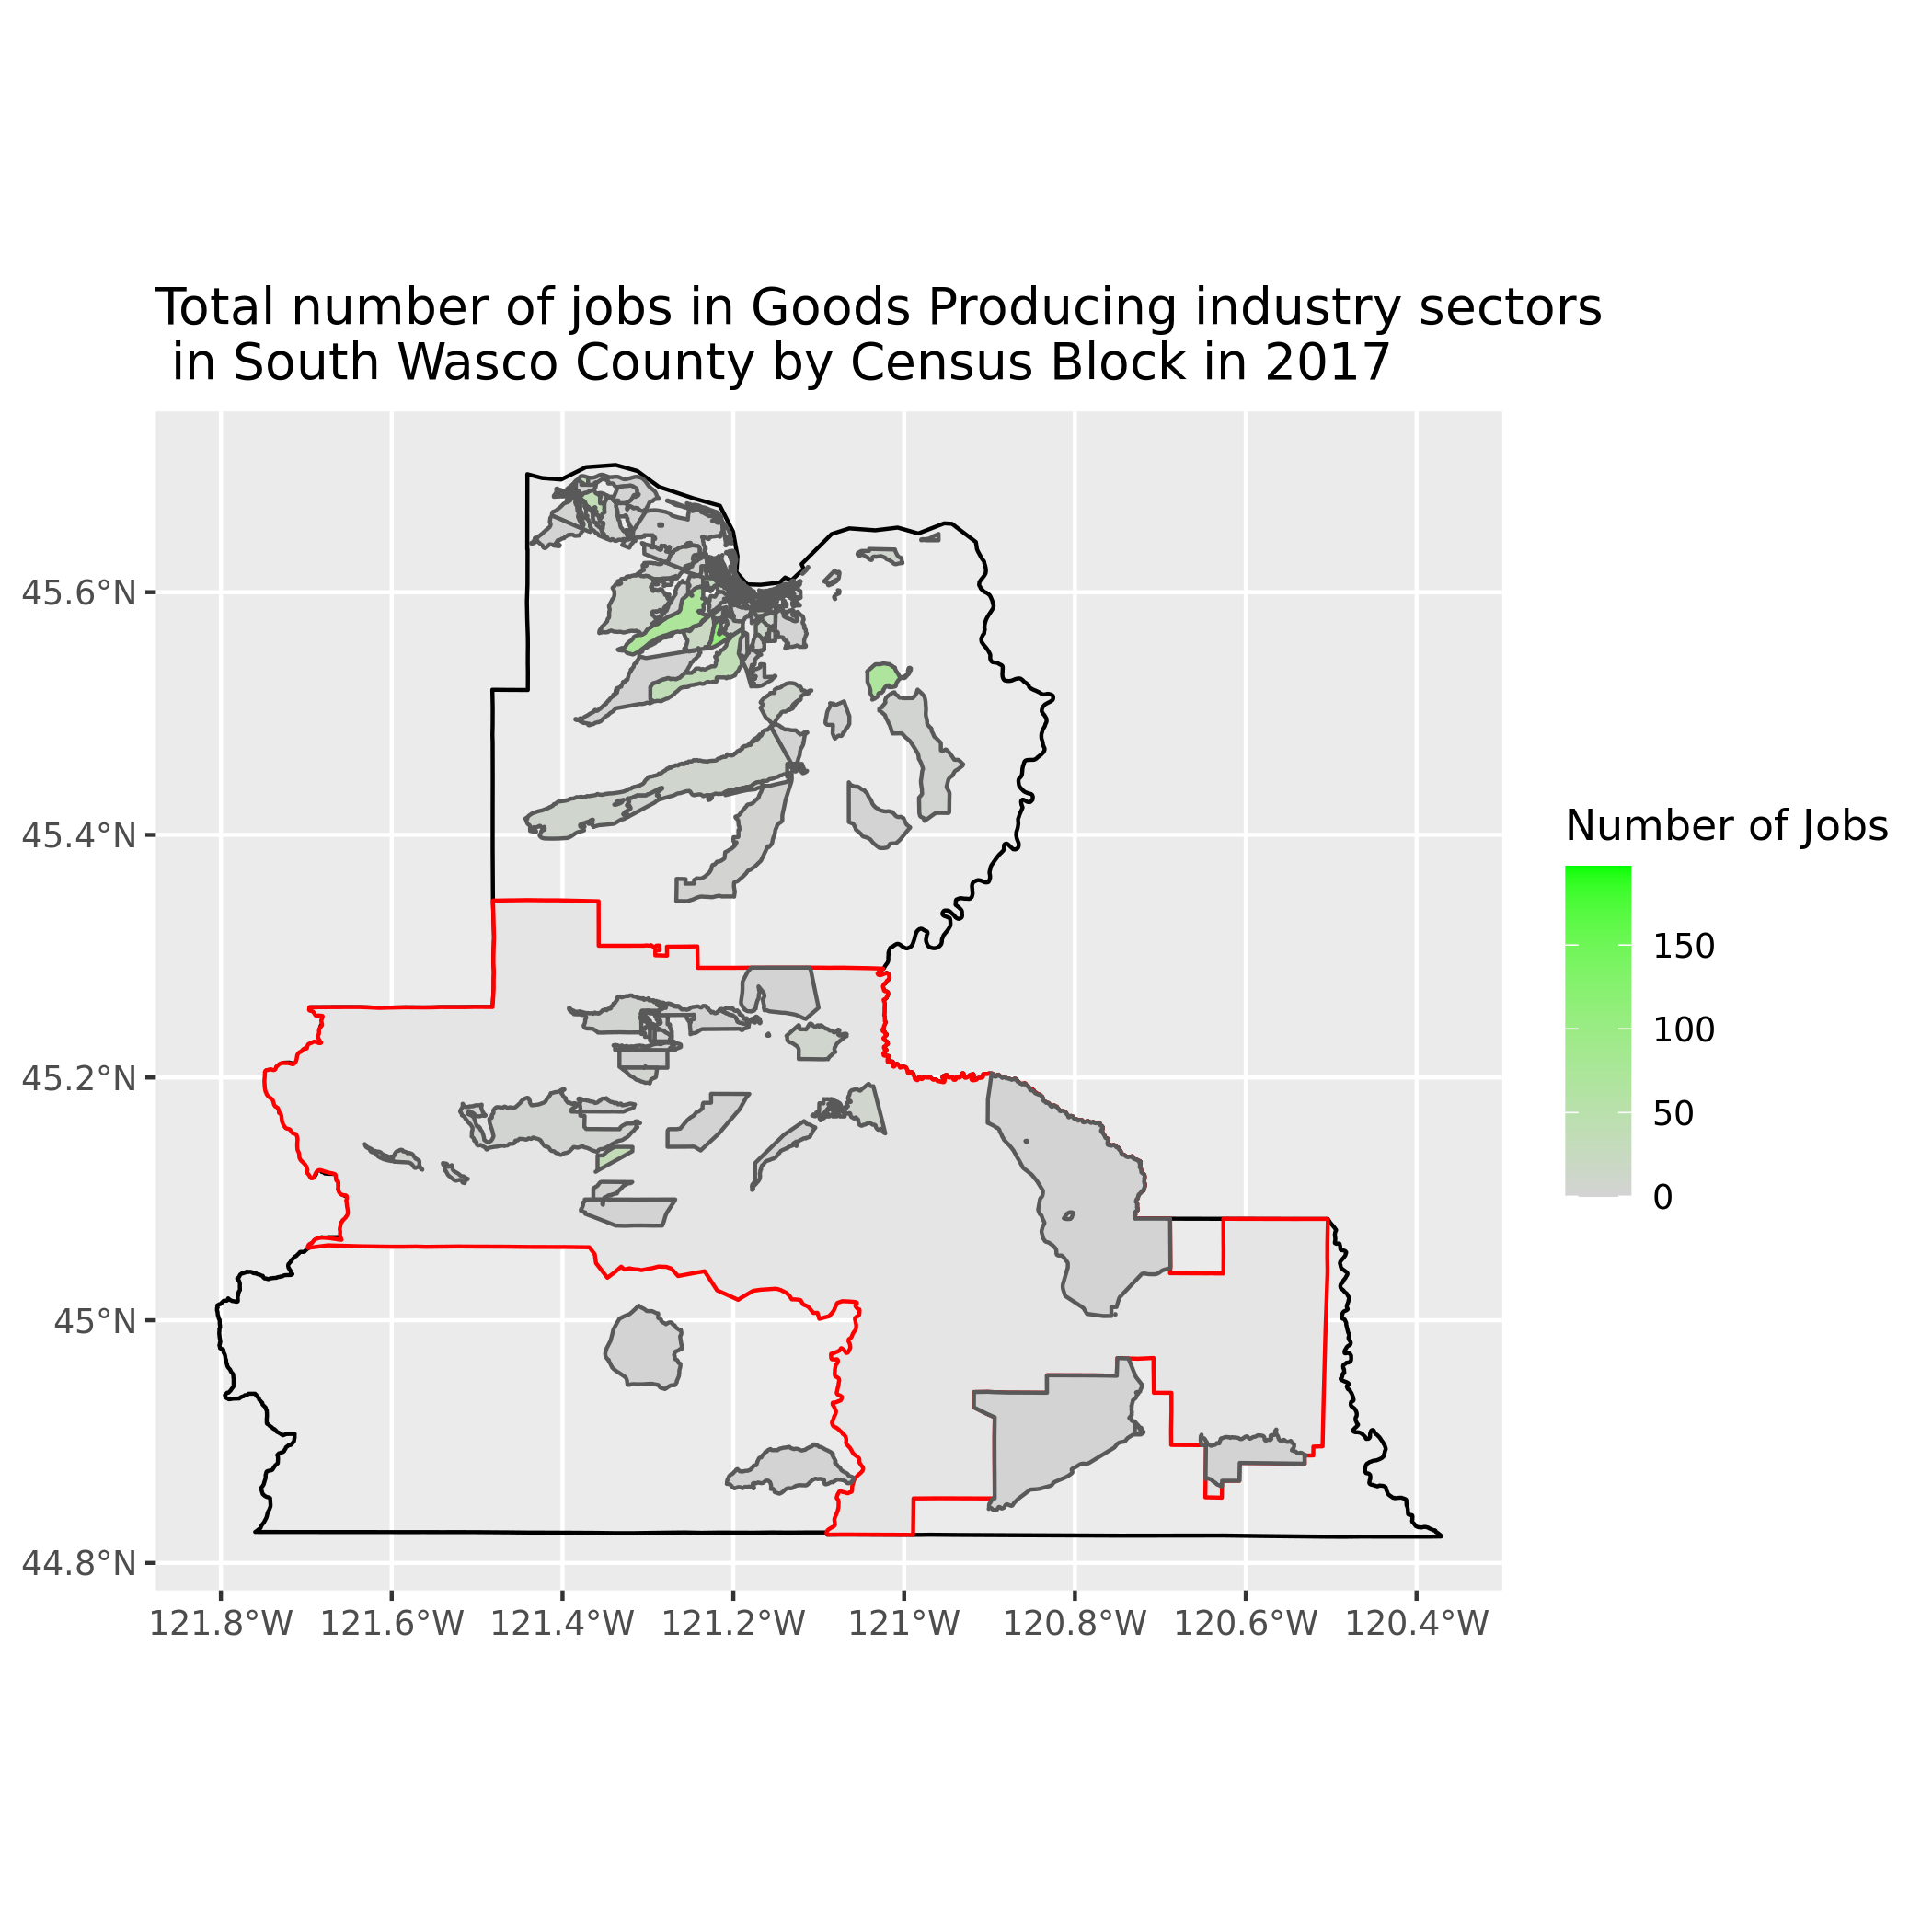 Total number of jobs in Goods Producing industry sectors
in South Wasco County by Census Block in 2017
45.6°N
45.4°N
45.2°N
45°N
44.8°N
121.8°W 121.6°W 121.4°W 121.2°W 121°W 120.8°W 120.6°W 120.4°W
Number of Jobs
150
100
50
0